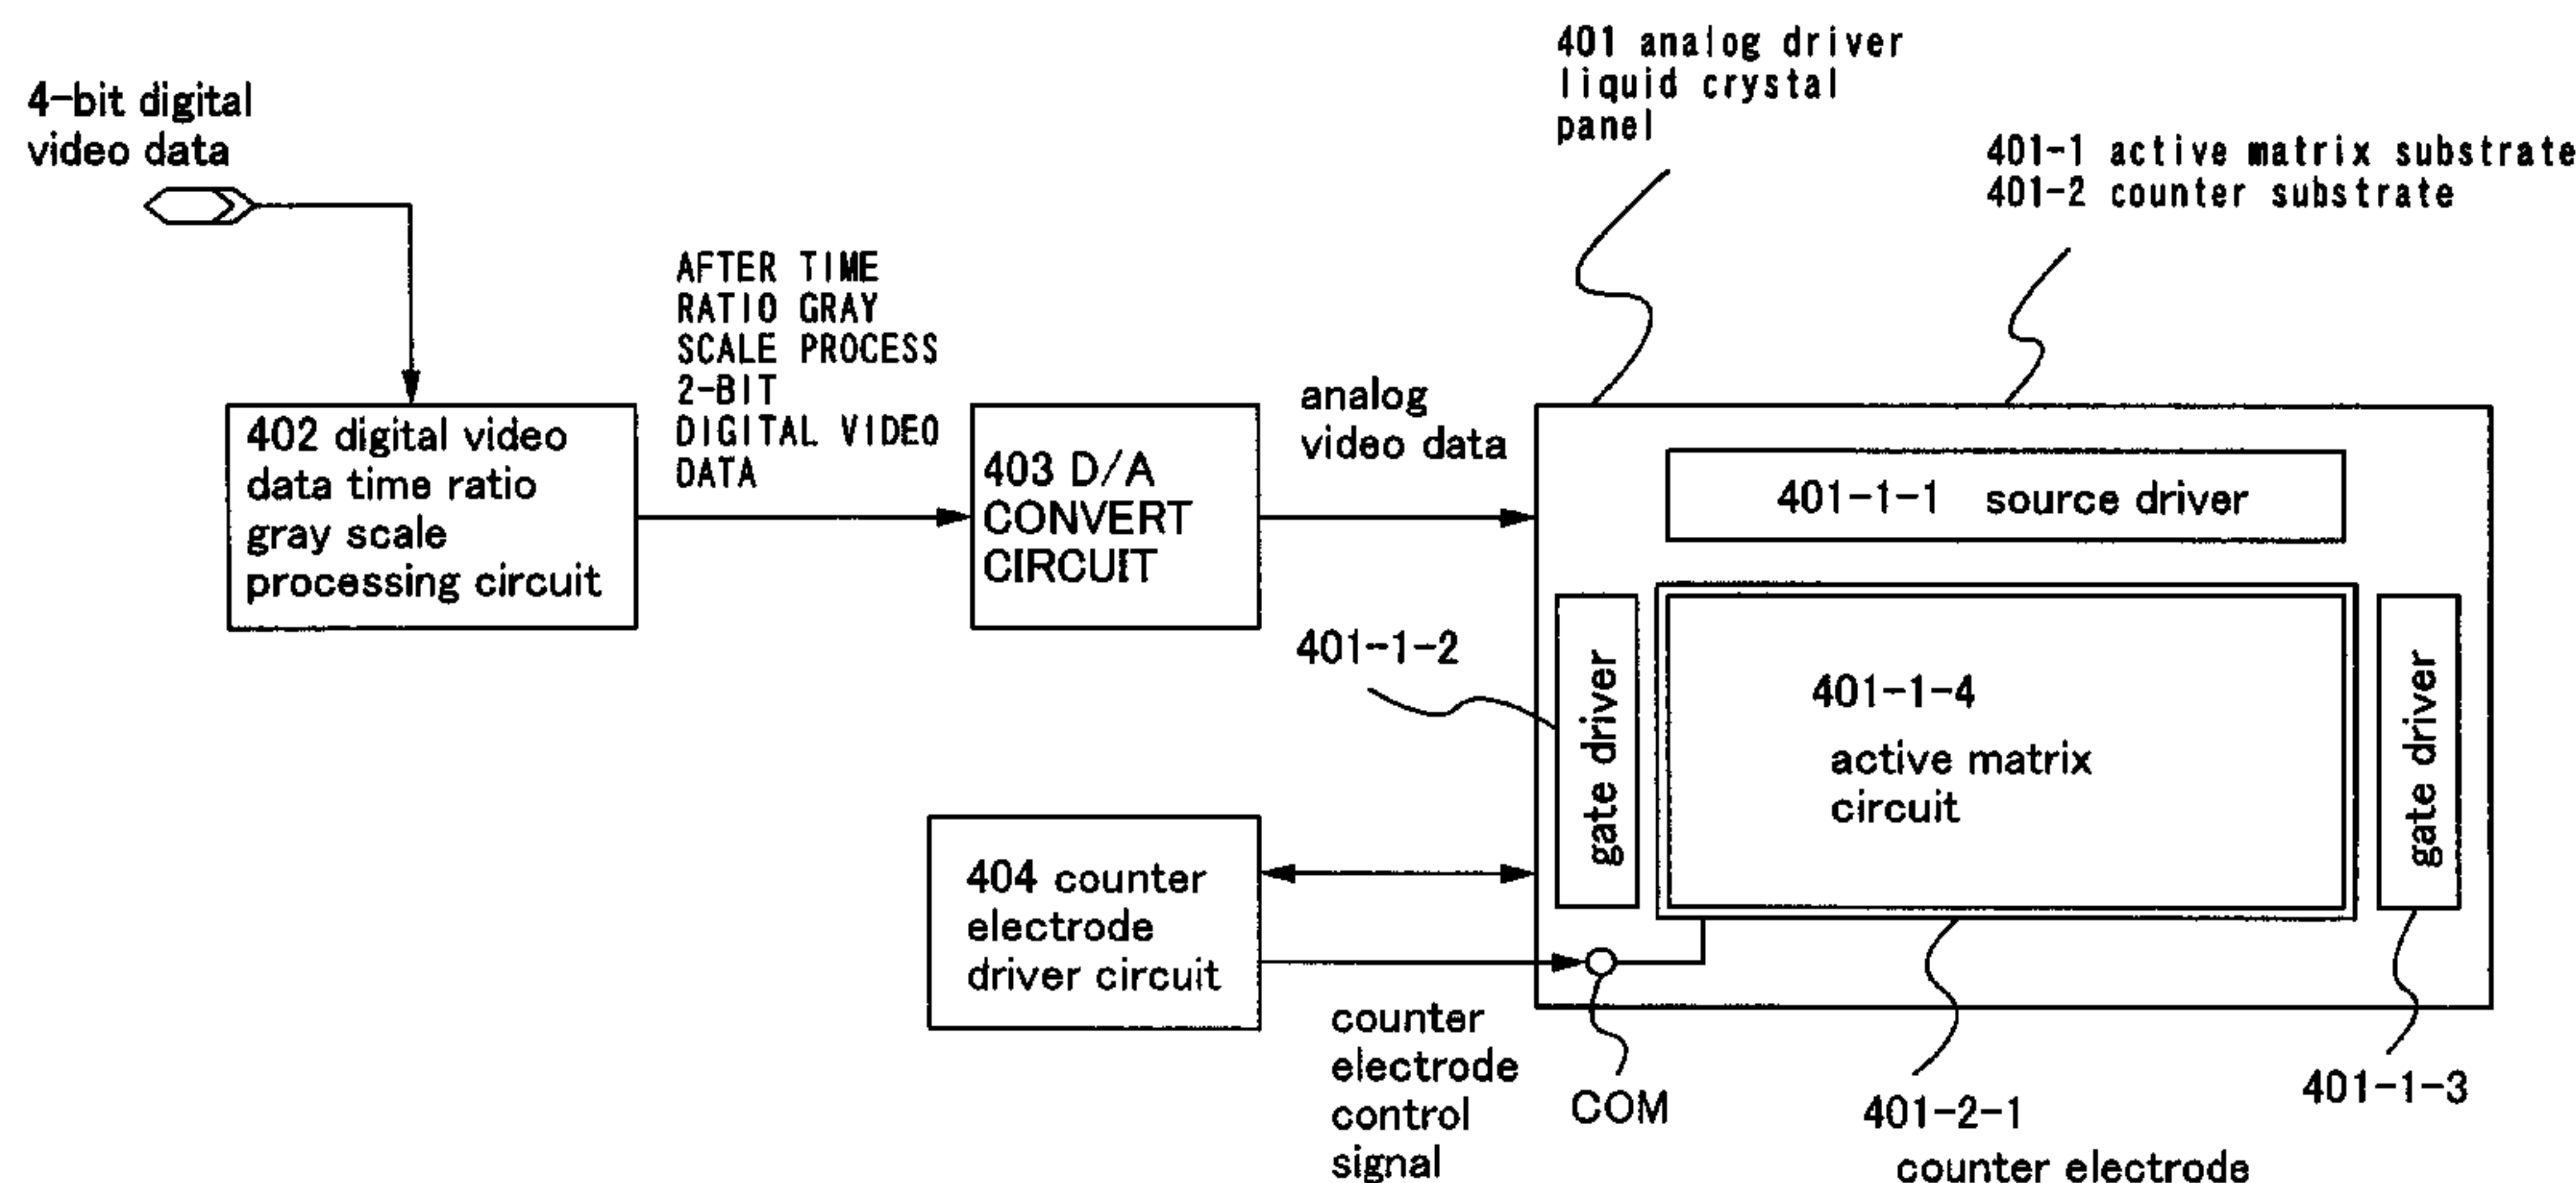 4-bit digital
video data
401 analog driver
liquid crystal
panel
401-1 active matrix substrate
401-2 counter substrate
AFTER TIME
RATIO GRAY
SCALE PROCESS
2-BIT
DIGITAL VIDEO
DATA
402 digital video
data time ratio
gray scale
processing circuit
403 D/A
CONVERT
CIRCUIT
analog
video data
401-1-1 source driver
401-1-2
gate driver
401-1-4
active matrix
circuit
gate driver
404 counter
electrode
driver circuit
counter
electrode
control
signal
COM
401-2-1
counter electrode
401-1-3